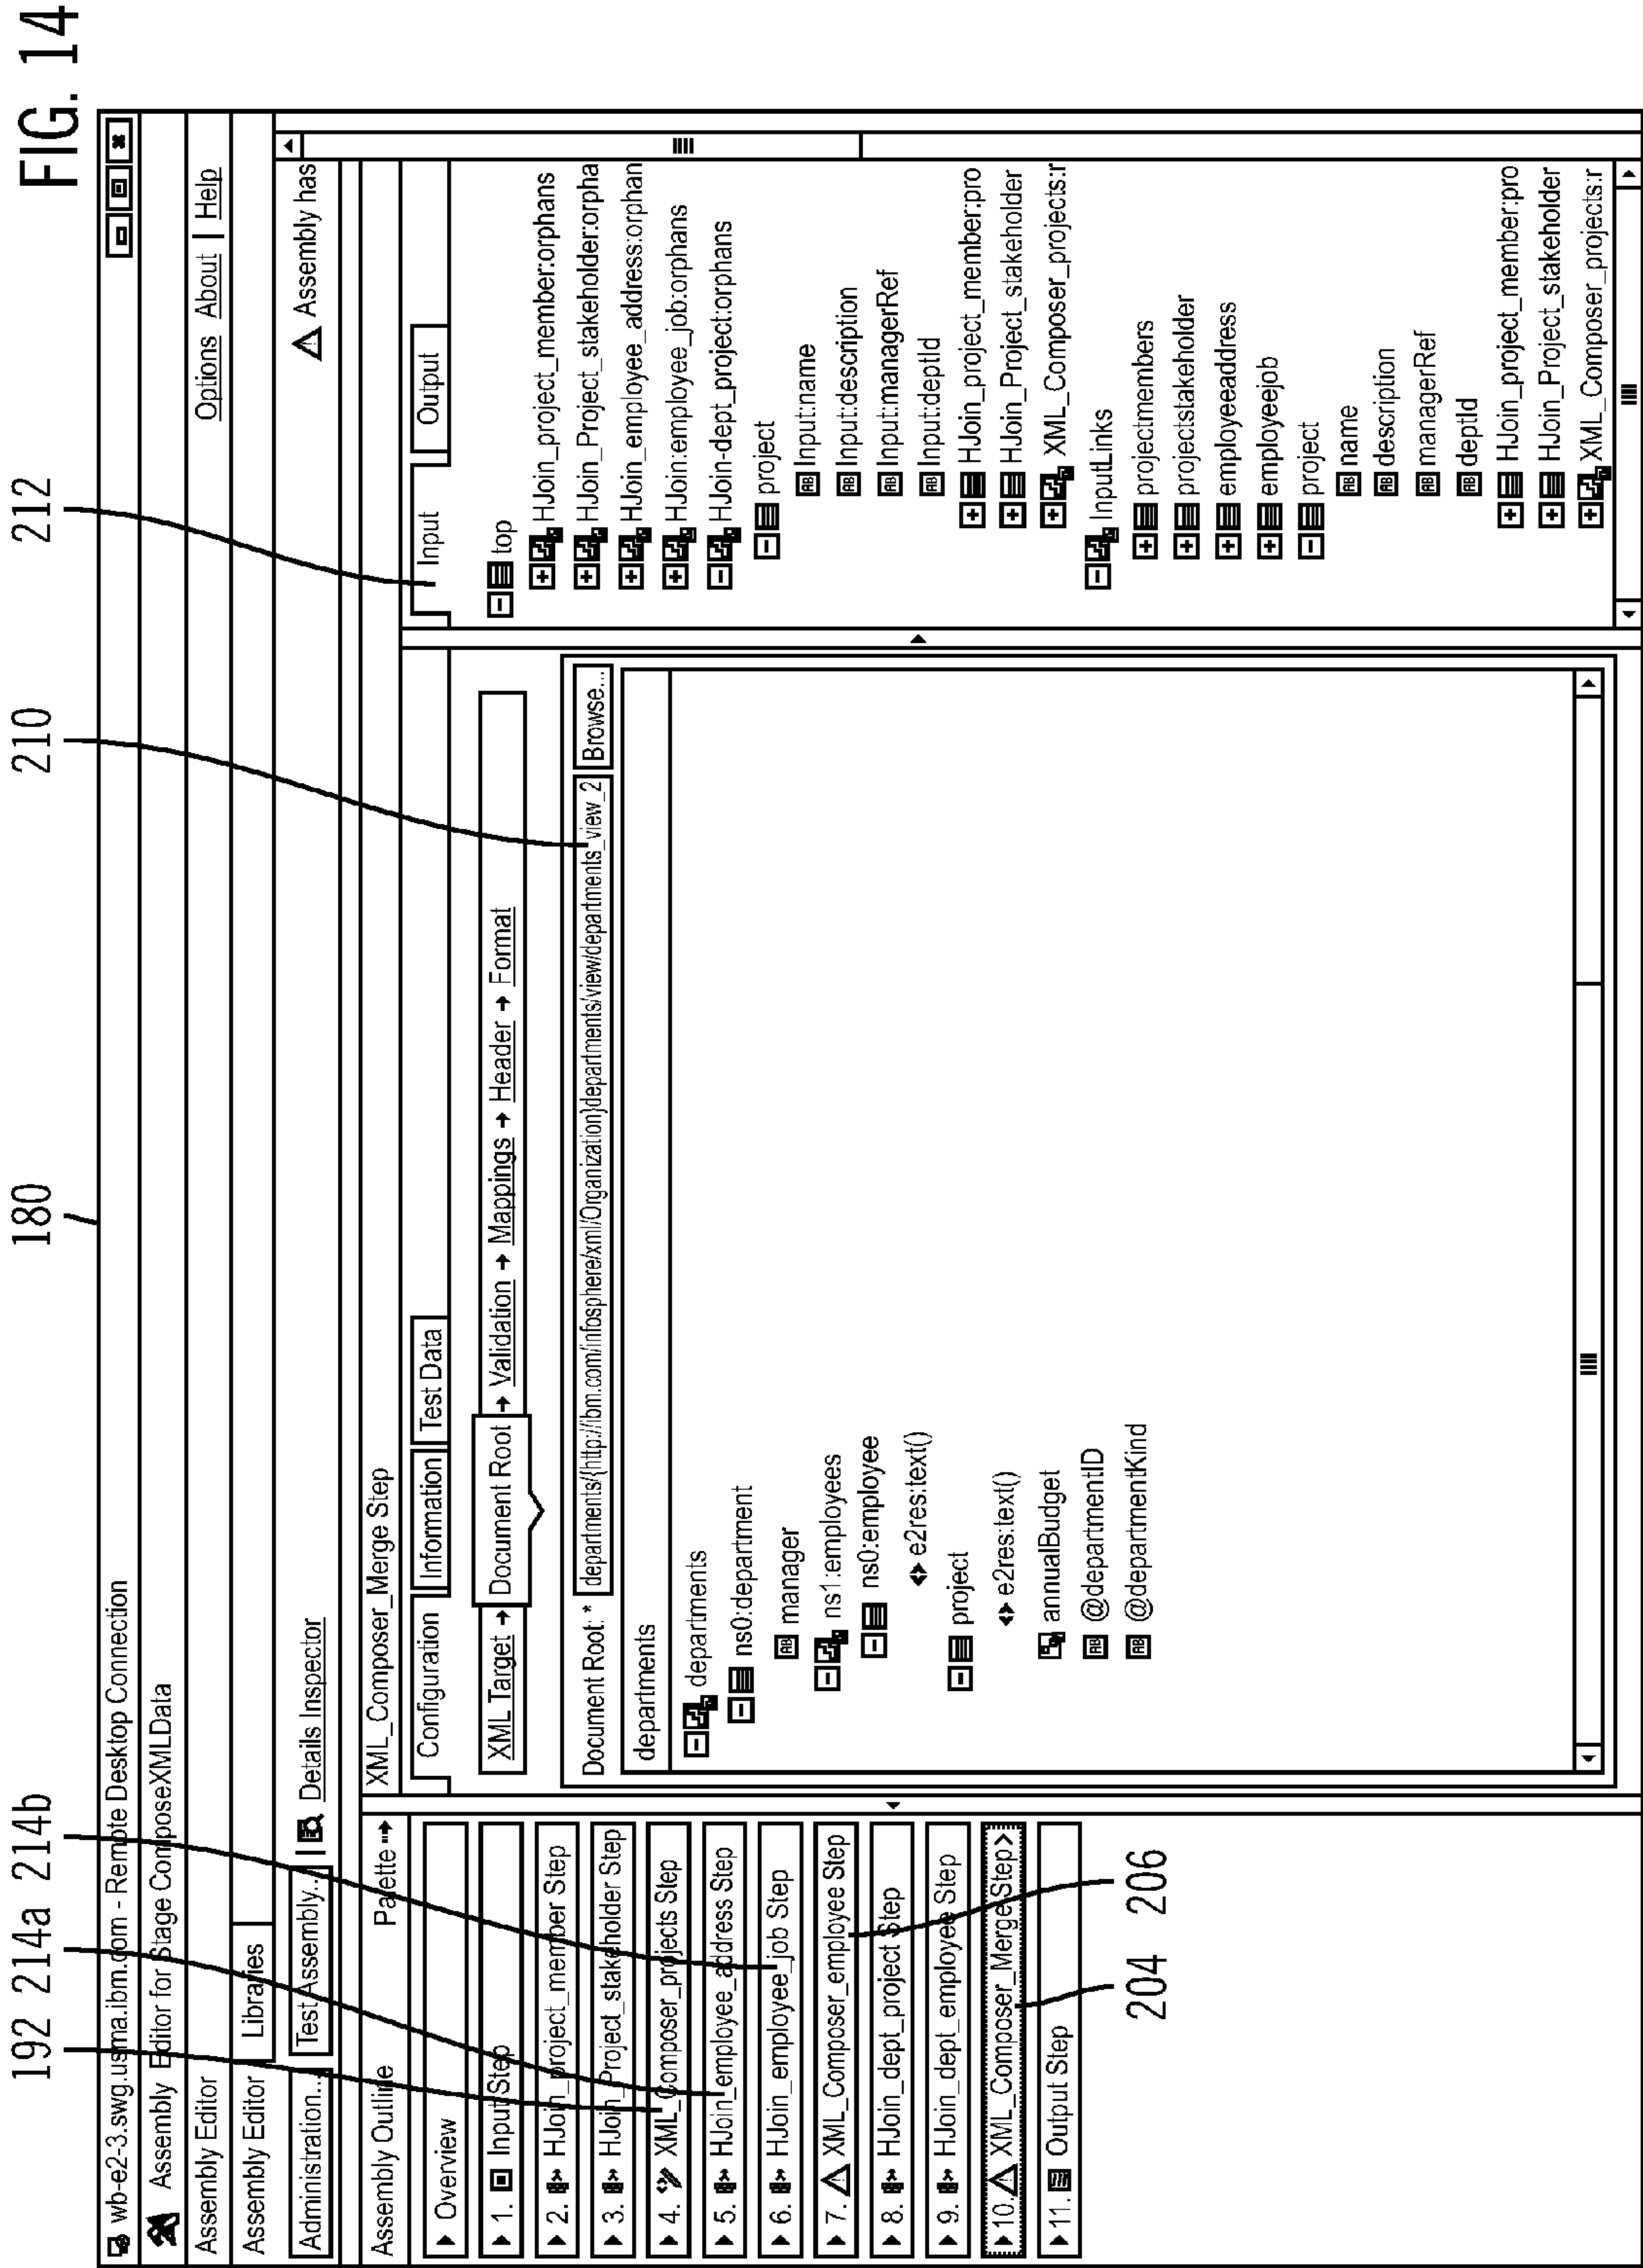 FIG. 14
192 214a 214b
180
210
212
wb-e2-3.swg.usma.ibm.com - Remote Desktop Connection
Assembly Editor for Stage ComposeXMLData
Assembly Editor
Options About | Help
Assembly Editor Libraries
Administration... Test Assembly... | Details Inspector
Assembly has
Assembly Outline Palette
Overview
1. Input Step
2. HJoin_project_member Step
3. HJoin_Project_stakeholder Step
4. XML_Composer_projects Step
5. HJoin_employee_address Step
6. HJoin_employee_job Step
7. XML_Composer_employee Step
8. HJoin_dept_project Step
9. HJoin_dept_employee Step
10. XML_Composer_MergeStep>
11. Output Step
204 206
XML_Composer_Merge Step
Configuration Information Test Data
XML Target → Document Root → Validation → Mappings → Header → Format
Document Root: * departments/{http://ibm.com/infosphere/xml/Organization}departments/view/departments_view_2 Browse...
departments
departments
ns0:department
manager
ns1:employees
ns0:employee
e2res:text()
project
e2res:text()
annualBudget
@departmentID
@departmentKind
Input Output
top
HJoin_project_member:orphans
HJoin_Project_stakeholder:orpha
HJoin_employee_address:orphan
HJoin:employee_job:orphans
HJoin-dept_project:orphans
project
Input:name
Input:description
Input:managerRef
Input:deptId
HJoin_project_member:pro
HJoin_Project_stakeholder
XML_Composer_projects:r
InputLinks
projectmembers
projectstakeholder
employeeaddress
employeejob
project
name
description
managerRef
deptId
HJoin_project_member:pro
HJoin_Project_stakeholder
XML_Composer_projects:r